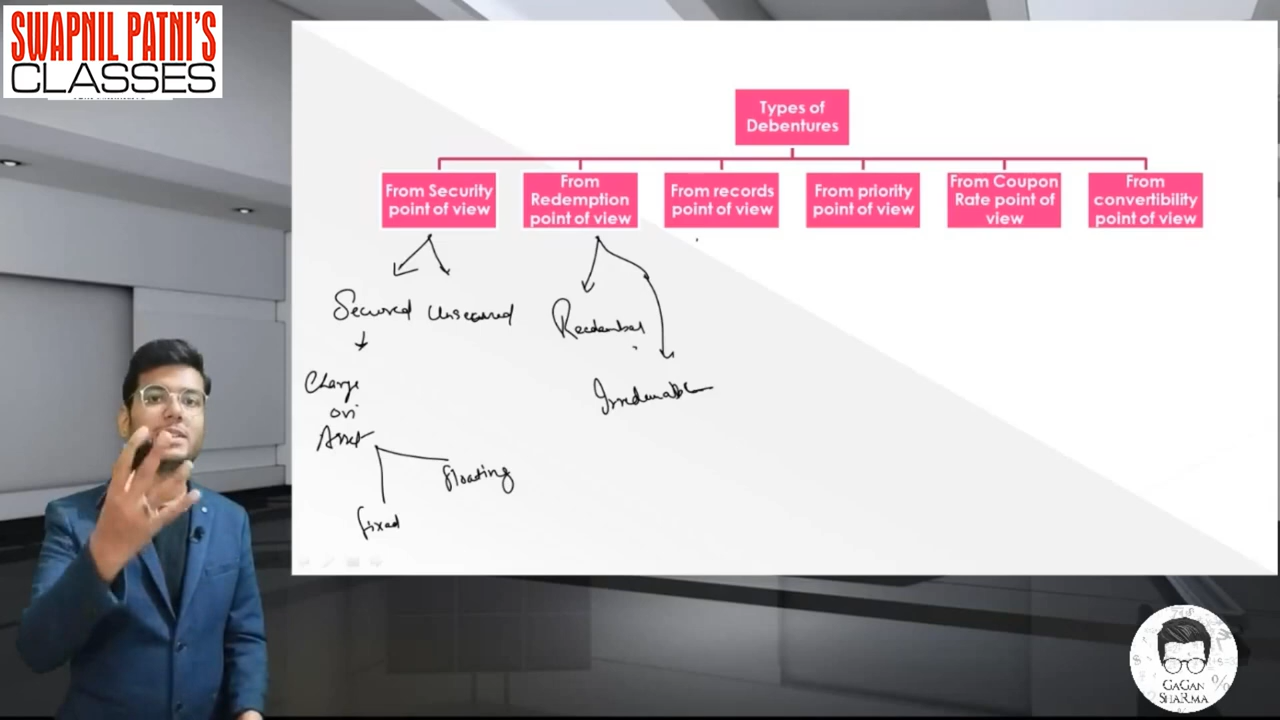 SWAPNIL PATNI'S
CLASSES
Types of
Debentures
From Security
point of view
From
Redemption
point of view
From records
point of view
From priority
point of view
From Coupon
Rate point of
view
From
convertibility
point of view
Secured Unsecured
Charge
on
Asset
fixed
floating
Irredemable
GAGAN
SHARMA